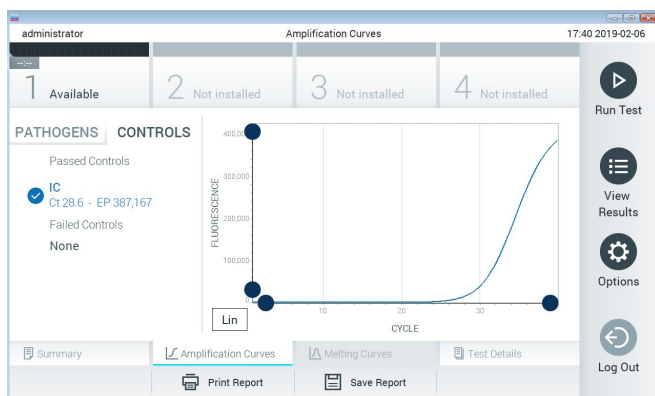 administrator
Amplification Curves
17:40 2019-02-06
--:--
1 Available
2 Not installed
3 Not installed
4 Not installed
Run Test
PATHOGENS CONTROLS
Passed Controls
IC
Ct 28.6 - EP 387,167
Failed Controls
None
FLUORESCENCE
400,00
300,000
200,000
100,000
0
10 20 30
CYCLE
Lin
View
Results
Options
Log Out
Summary
Amplification Curves
Melting Curves
Test Details
Print Report
Save Report